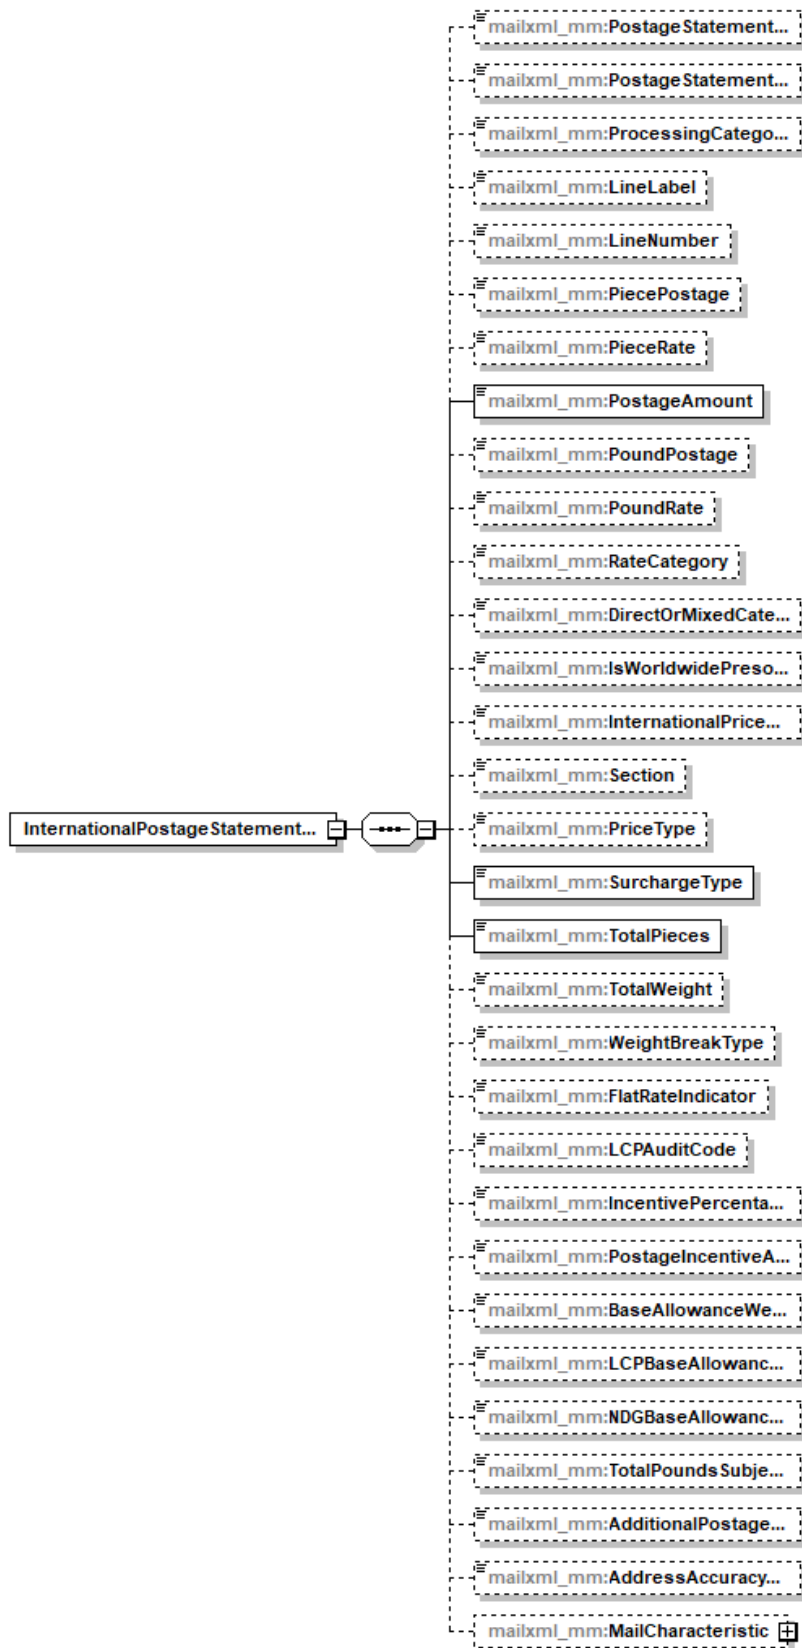 mailxml_mm:PostageStatement...
mailxml_mm:PostageStatement...
mailxml_mm:ProcessingCatego...
mailxml_mm:LineLabel
mailxml_mm:LineNumber
mailxml_mm:PiecePostage
mailxml_mm:PieceRate
mailxml_mm:PostageAmount
mailxml_mm:PoundPostage
mailxml_mm:PoundRate
mailxml_mm:RateCategory
mailxml_mm:DirectOrMixedCate...
mailxml_mm:IsWorldwidePreso...
mailxml_mm:InternationalPrice...
mailxml_mm:Section
InternationalPostageStatement...
mailxml_mm:PriceType
mailxml_mm:SurchargeType
mailxml_mm:TotalPieces
mailxml_mm:TotalWeight
mailxml_mm:WeightBreakType
mailxml_mm:FlatRateIndicator
mailxml_mm:LCPAuditCode
mailxml_mm:IncentivePercenta...
mailxml_mm:PostageIncentiveA...
mailxml_mm:BaseAllowanceWe...
mailxml_mm:LCPBaseAllowanc...
mailxml_mm:NDGBaseAllowanc...
mailxml_mm:TotalPoundsSubje...
mailxml_mm:AdditionalPostage...
mailxml_mm:AddressAccuracy...
mailxml_mm:MailCharacteristic